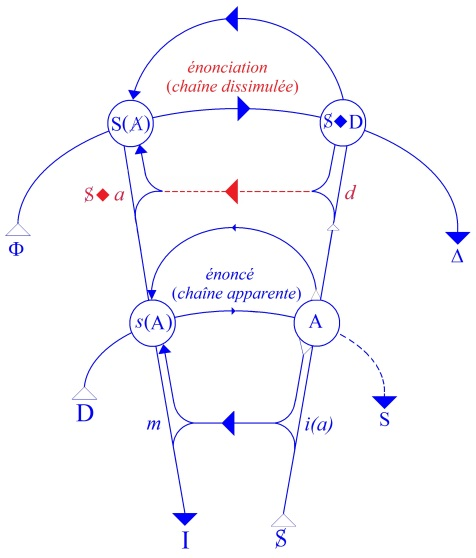 énonciation
(chaîne dissimulée)
S(Ⱥ)
$◆D
$◆ a
d
Φ
Δ
énoncé
(chaîne apparente)
s(A)
A
D
S
m
i(a)
I
$